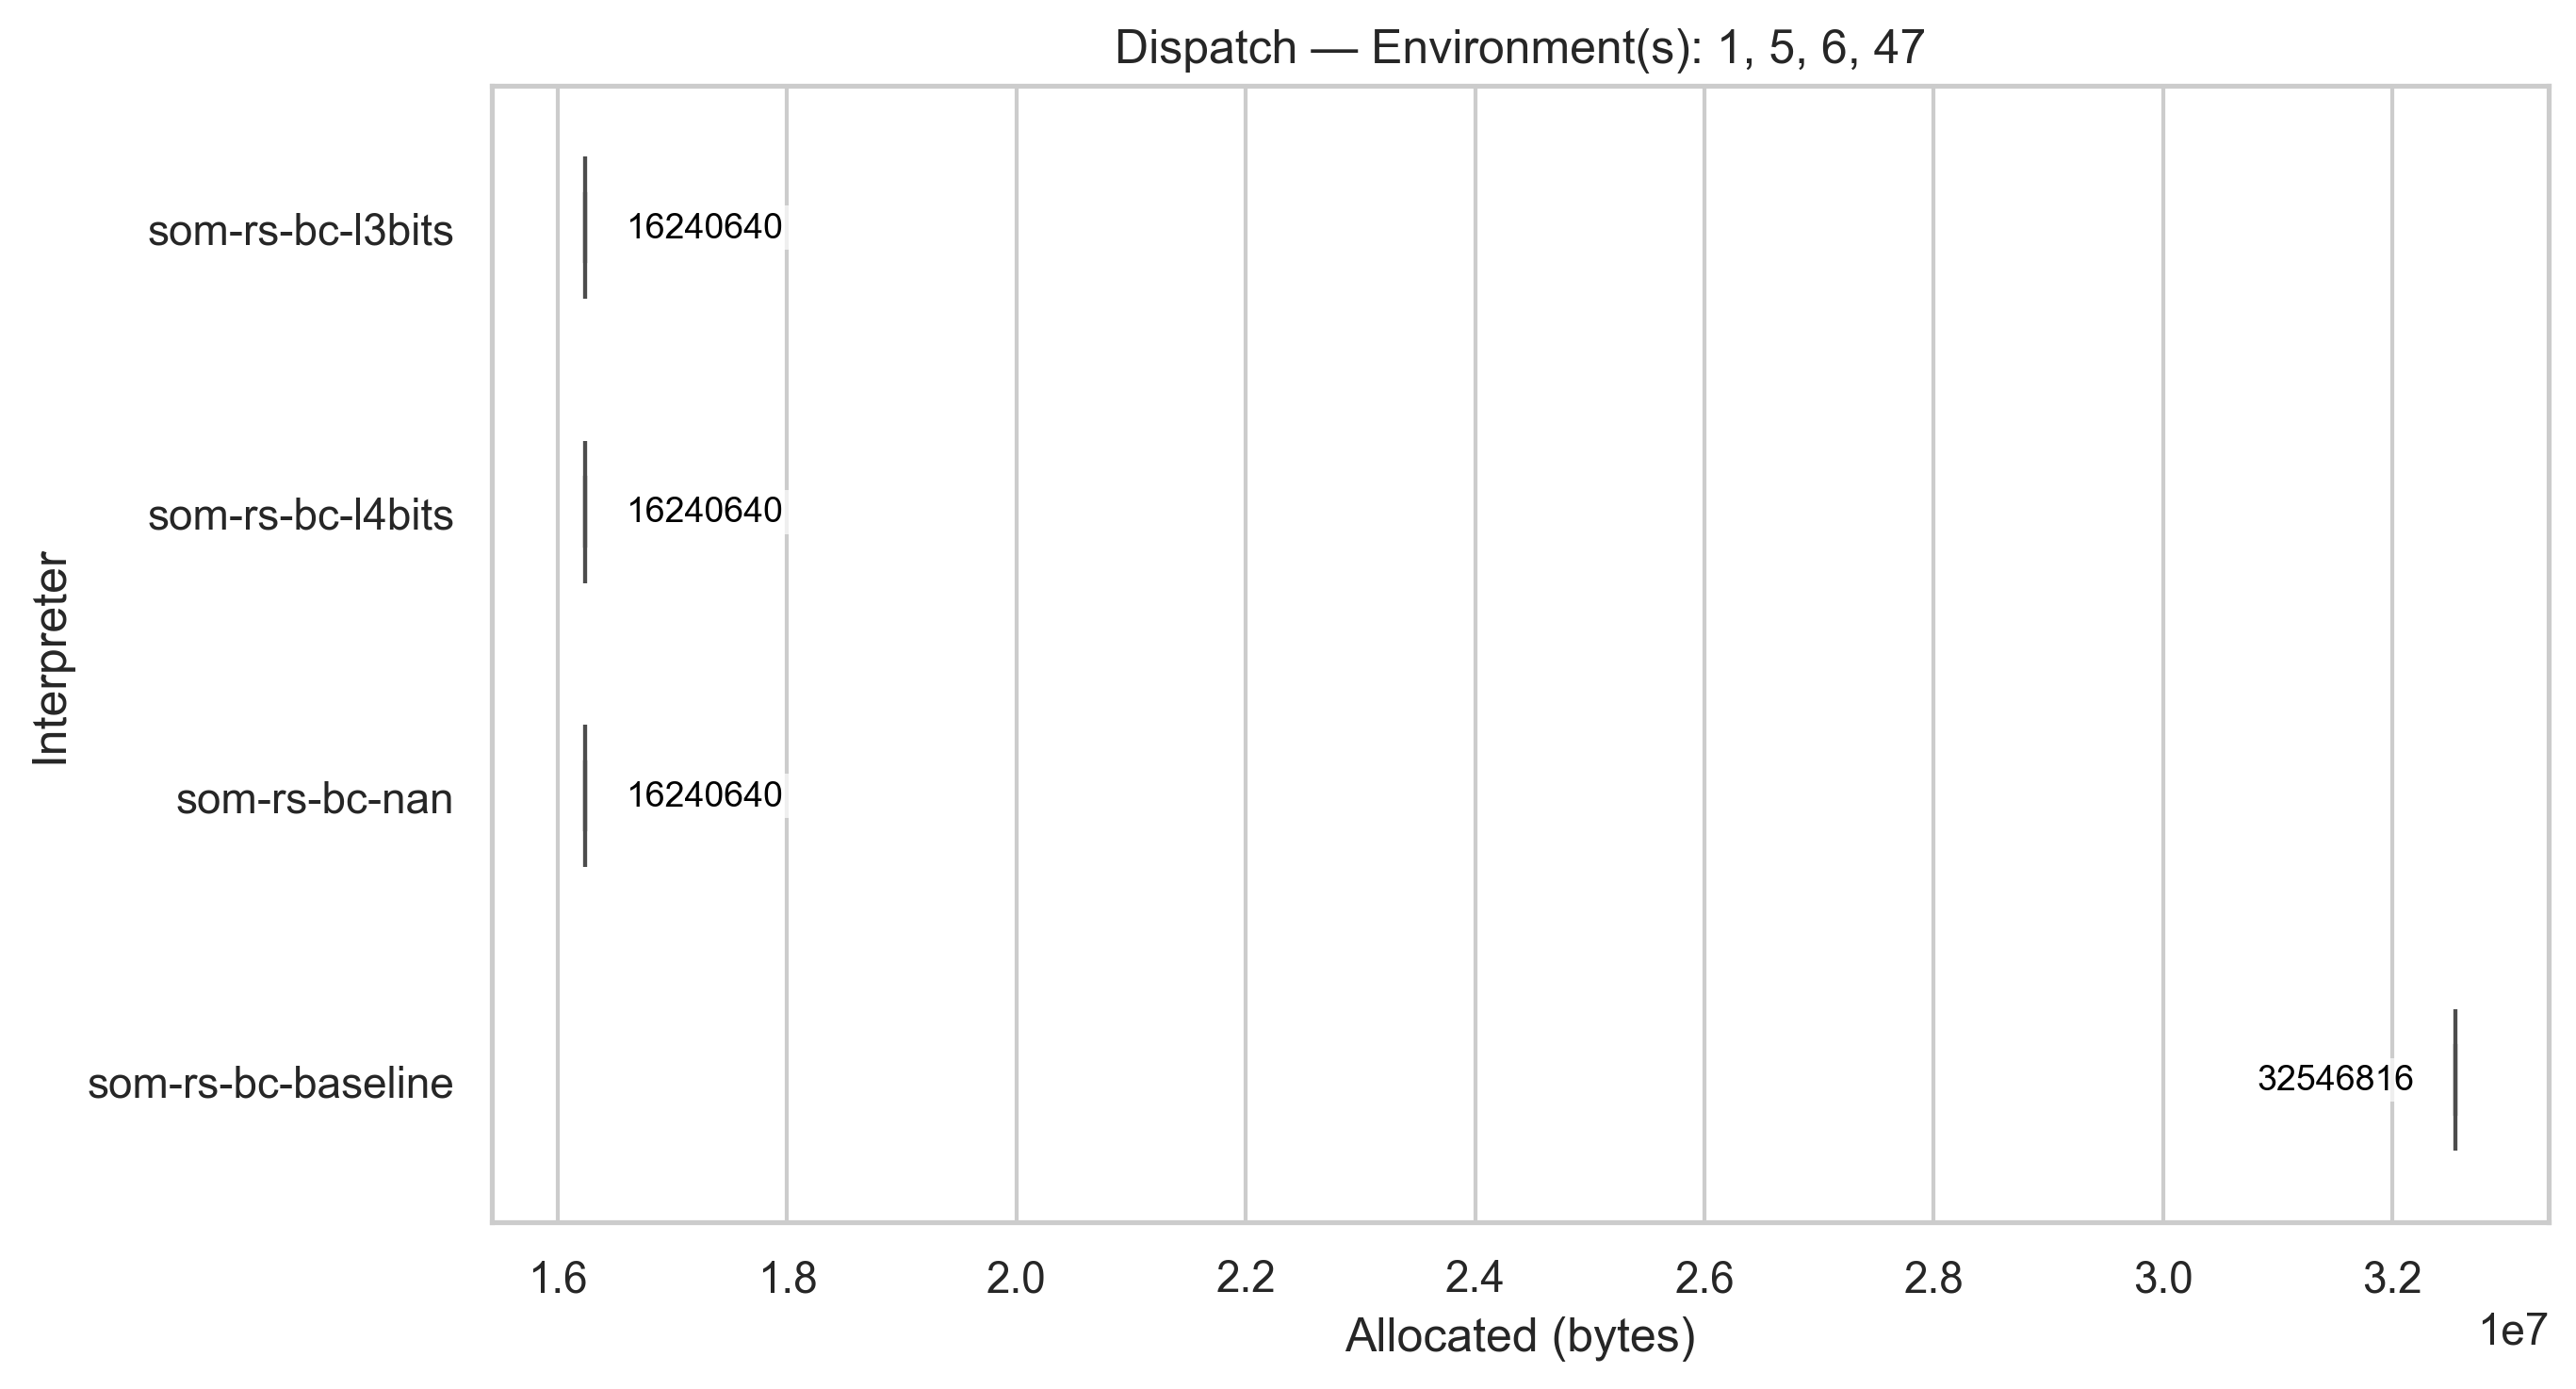 Dispatch — Environment(s): 1, 5, 6, 47
som-rs-bc-l3bits
16240640
som-rs-bc-l4bits
16240640
Interpreter
som-rs-bc-nan
16240640
som-rs-bc-baseline
32546816
1.6 1.8 2.0 2.2 2.4 2.6 2.8 3.0 3.2
1e7
Allocated (bytes)